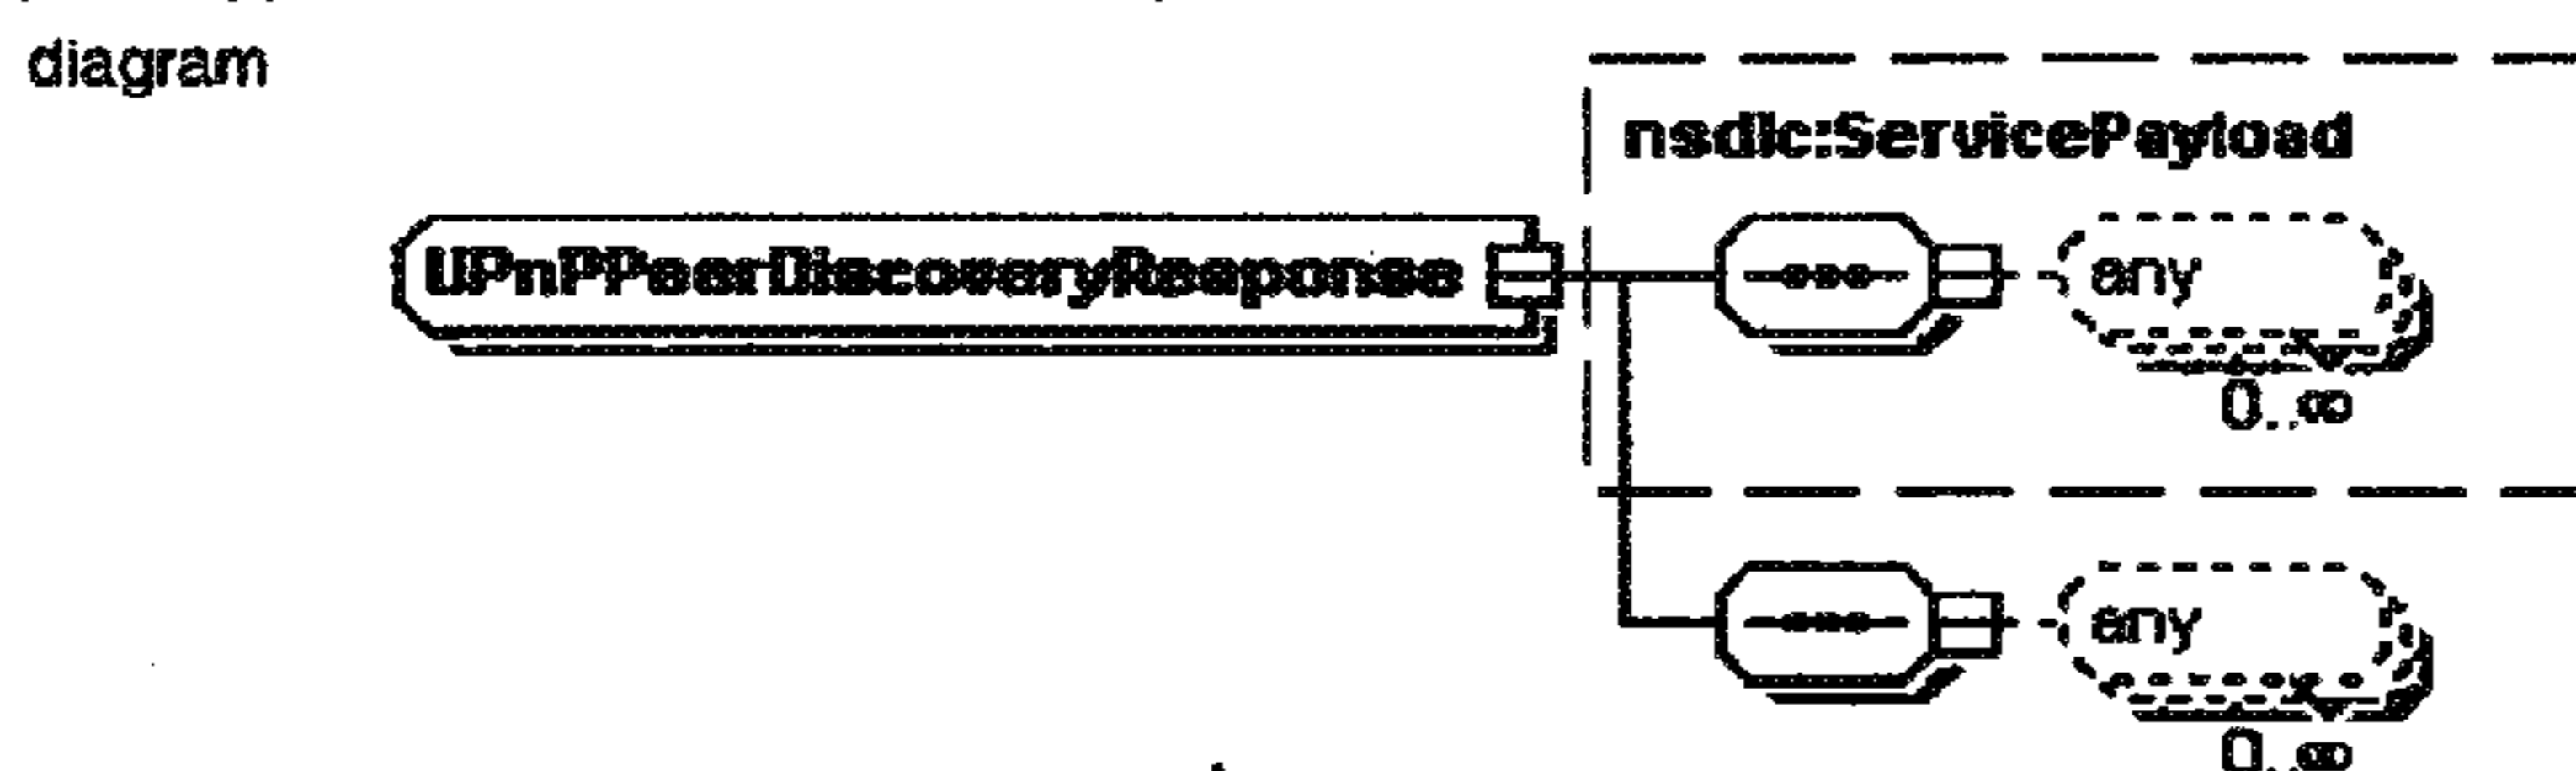 diagram
nsdlc:ServicePayload
UPnPPeerDiscoveryResponse
any
0..∞
any
0..∞